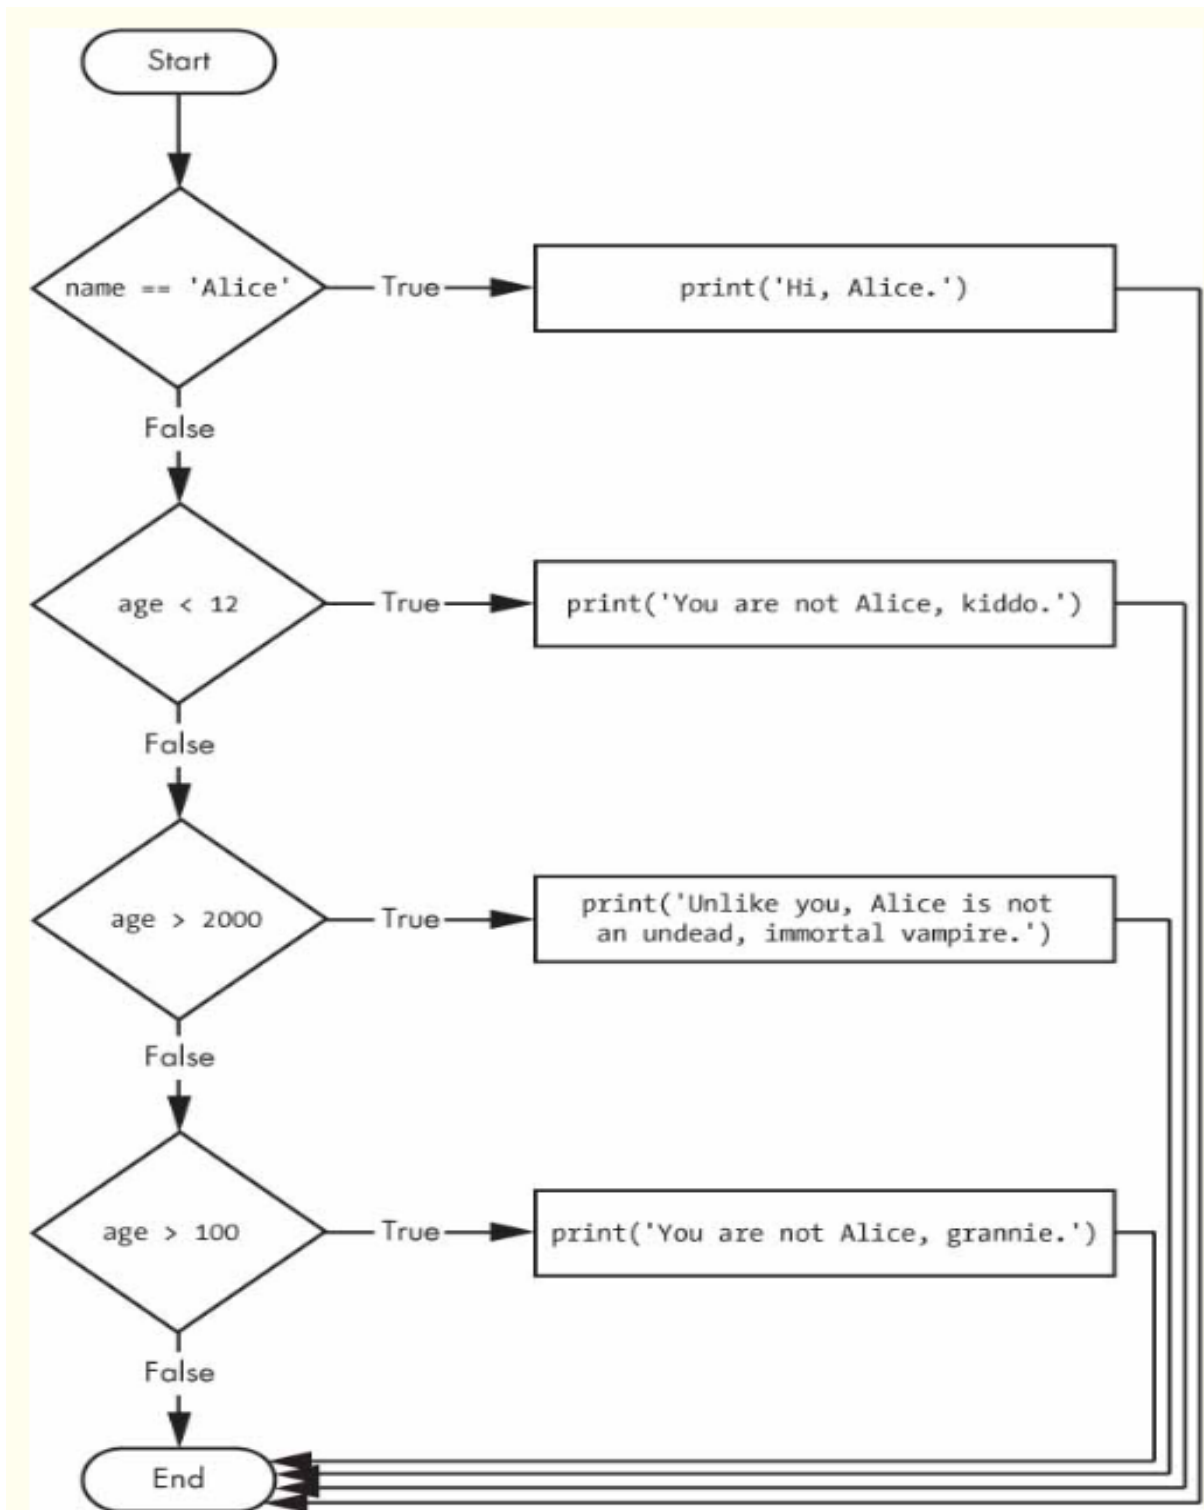 Start
name == 'Alice'
True
print('Hi, Alice.')
False
age < 12
True
print('You are not Alice, kiddo.')
False
age > 2000
True
print('Unlike you, Alice is not
an undead, immortal vampire.')
False
age > 100
True
print('You are not Alice, grannie.')
False
End